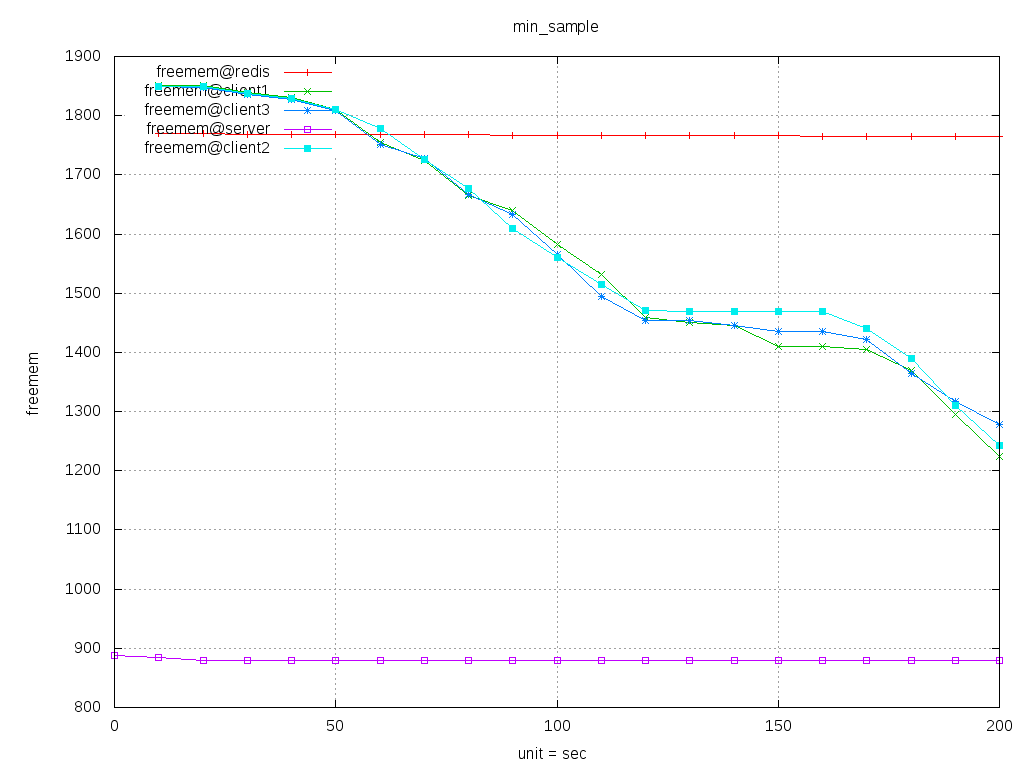 min_sample
1900
freemem@redis
freemem@client1
1800
freemem@client3
freemem@server
freemem@client2
1700
1600
1500
1400
freemem
1300
1200
1100
1000
900
800
0 50 100 150 200
unit = sec